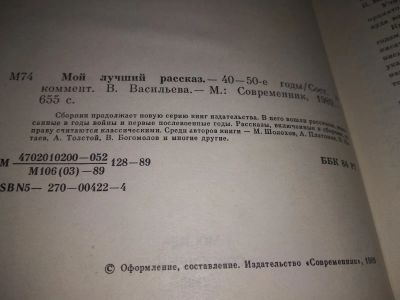 М74 Мой лучший рассказ.— 40—50-е годы/Сост.
коммент. В. Васильева.— М.: Современник, 1989
655 с.
Сборник продолжает новую серию книг издательства. В него вошли рассказы,
санные в годы войны и первые послевоенные годы. Рассказы, включенные в сборник,
праву считаются классическими. Среди авторов книги — М. Шолохов, А. Платонов,
таев, А. Толстой, В. Богомолов и многие другие.
М 4702010200—052
М106(03)—89 128—89
ББК 84
SBN5—270—00422—4
© Оформление, составление. Издательство «Современник», 1989